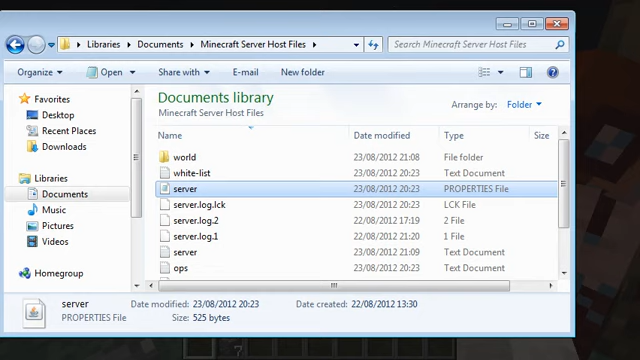 Libraries ▸ Documents ▸ Minecraft Server Host Files ▸
Search Minecraft Server Host Files
Organize Open Share with E-mail New folder
Favorites
Desktop
Recent Places
Downloads
Libraries
Documents
Music
Pictures
Videos
Homegroup
Documents library
Minecraft Server Host Files
Arrange by: Folder
Name Date modified Type Size
world 23/08/2012 21:08 File folder
white-list 23/08/2012 20:23 Text Document
server 23/08/2012 20:23 PROPERTIES File
server.log.lck 23/08/2012 20:23 LCK File
server.log.2 22/08/2012 17:19 2 File
server.log.1 22/08/2012 21:20 1 File
server 23/08/2012 21:09 Text Document
ops 23/08/2012 20:23 Text Document
server Date modified: 23/08/2012 20:23 Date created: 22/08/2012 13:30
PROPERTIES File Size: 525 bytes
7